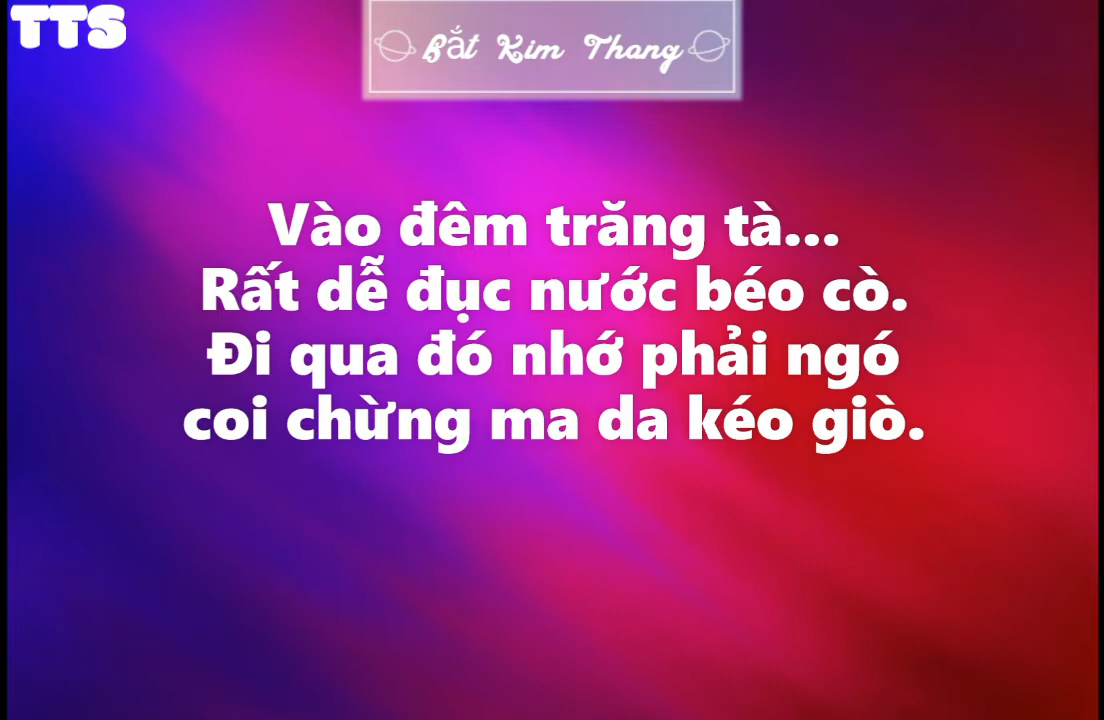 TTS
Bắt Kim Thang
Vào đêm trăng tà...
Rất dễ đục nước béo cò.
Đi qua đó nhớ phải ngó
coi chừng ma da kéo giò.